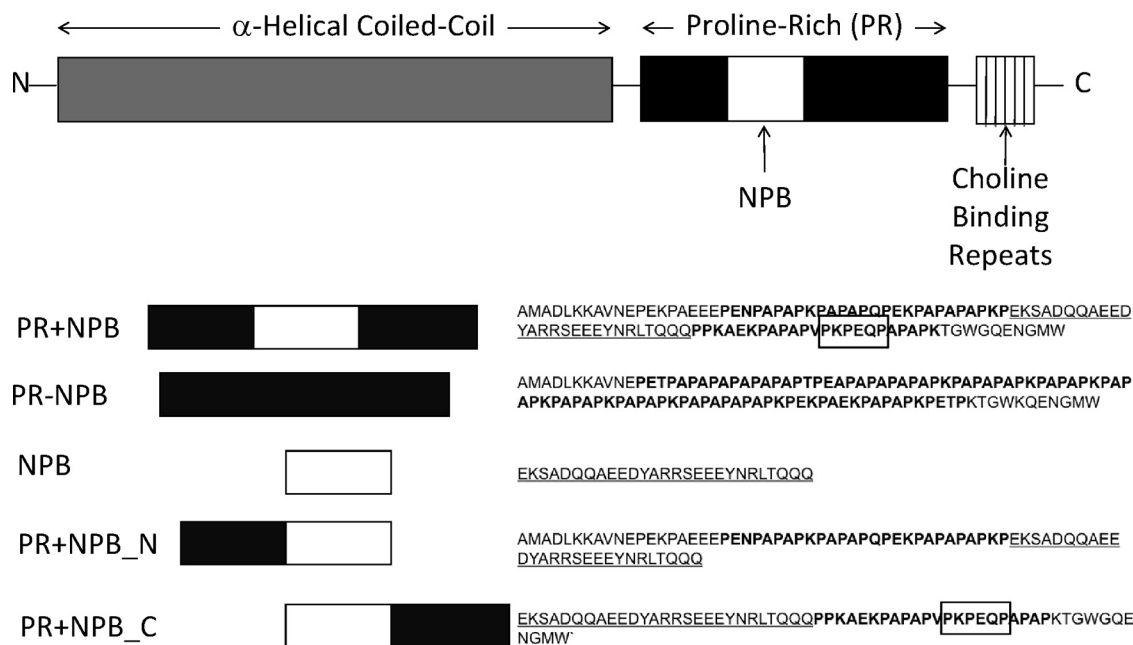 α-Helical Coiled-Coil
Proline-Rich (PR)
N
C
NPB
Choline
Binding
Repeats
PR+NPB
AMADLKKAVNEPEKPAEEEPENPAPAPKPAPAPQPEKPAPAPAPKPEKSADQQAEED
YARRSEEEYNRLTQQQPPKAEKPAPAPVPKPEQPAPAPKTGWGQENGMW
PR-NPB
AMADLKKAVNEPETPAPAPAPAPAPTPEAPAPAPAPAPKPAPAPAPKPAPAPKPAP
APKPAPAPKPAPAPKPAPAPAPAPKPEKPAEKPAPAPKPETPKTGWKQENGMW
NPB
EKSADQQAEEDYARRSEEEYNRLTQQQ
PR+NPB_N
AMADLKKAVNEPEKPAEEEPENPAPAPKPAPAPQPEKPAPAPAPKPEKSADQQAEE
DYARRSEEEYNRLTQQQ
PR+NPB_C
EKSADQQAEEDYARRSEEEYNRLTQQQPPKAEKPAPAPVPKPEQPAPAPKTGWGQE
NGMW`